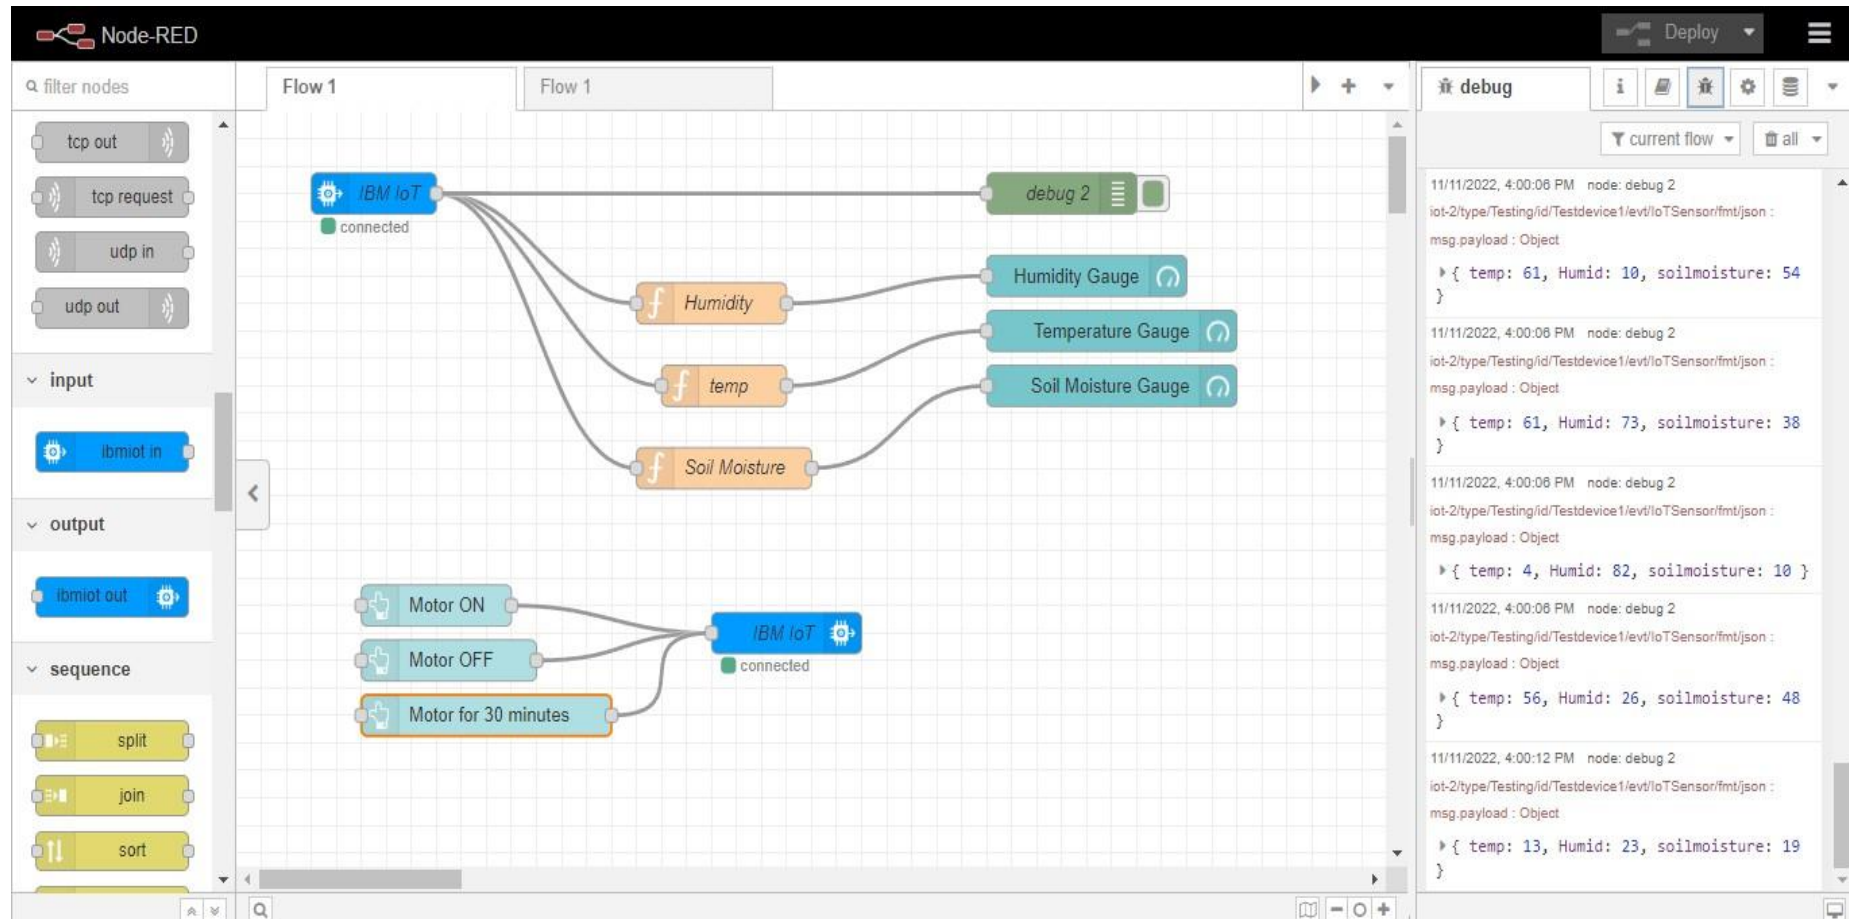 Node-RED
Deploy
filter nodes
Flow 1
Flow 1
debug
i
current flow
all
tcp out
tcp request
udp in
udp out
input
ibmiot in
output
ibmiot out
sequence
split
join
sort
IBM IoT
connected
debug 2
Humidity
Humidity Gauge
Temperature Gauge
temp
Soil Moisture Gauge
Soil Moisture
Motor ON
Motor OFF
Motor for 30 minutes
IBM IoT
connected
11/11/2022, 4:00:06 PM node: debug 2
iot-2/type/Testing/id/Testdevice1/evt/IoTSensor/fmt/json :
msg.payload : Object
{ temp: 61, Humid: 10, soilmoisture: 54
}
11/11/2022, 4:00:06 PM node: debug 2
iot-2/type/Testing/id/Testdevice1/evt/IoTSensor/fmt/json :
msg.payload : Object
{ temp: 61, Humid: 73, soilmoisture: 38
}
11/11/2022, 4:00:06 PM node: debug 2
iot-2/type/Testing/id/Testdevice1/evt/IoTSensor/fmt/json :
msg.payload : Object
{ temp: 4, Humid: 82, soilmoisture: 10 }
11/11/2022, 4:00:06 PM node: debug 2
iot-2/type/Testing/id/Testdevice1/evt/IoTSensor/fmt/json :
msg.payload : Object
{ temp: 56, Humid: 26, soilmoisture: 48
}
11/11/2022, 4:00:12 PM node: debug 2
iot-2/type/Testing/id/Testdevice1/evt/IoTSensor/fmt/json :
msg.payload : Object
{ temp: 13, Humid: 23, soilmoisture: 19
}